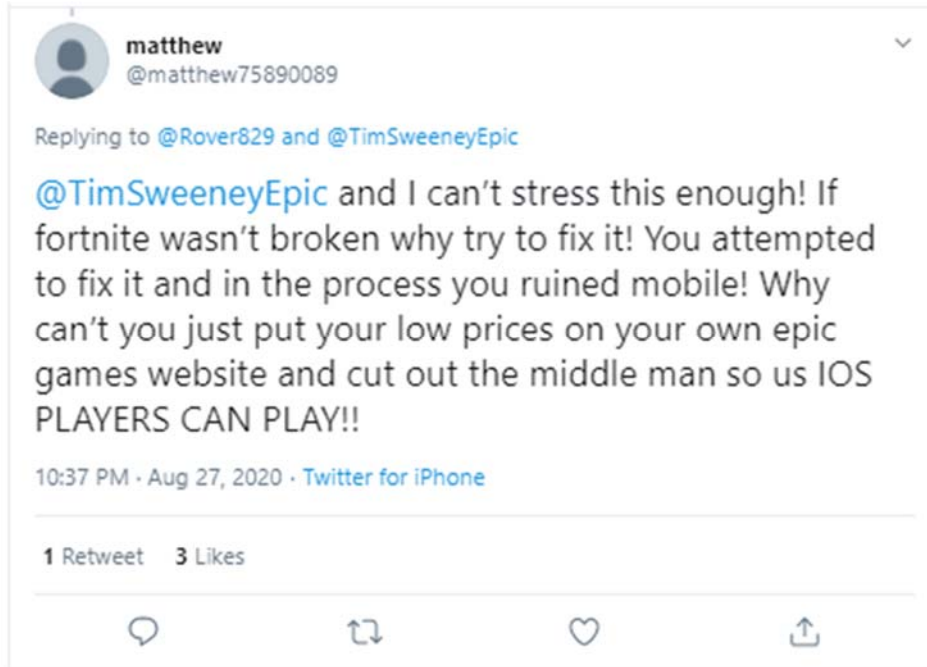 matthew
@matthew75890089
Replying to @Rover829 and @TimSweeneyEpic
@TimSweeneyEpic and I can't stress this enough! If
fortnite wasn't broken why try to fix it! You attempted
to fix it and in the process you ruined mobile! Why
can't you just put your low prices on your own epic
games website and cut out the middle man so us IOS
PLAYERS CAN PLAY!!
10:37 PM · Aug 27, 2020 · Twitter for iPhone
1 Retweet 3 Likes